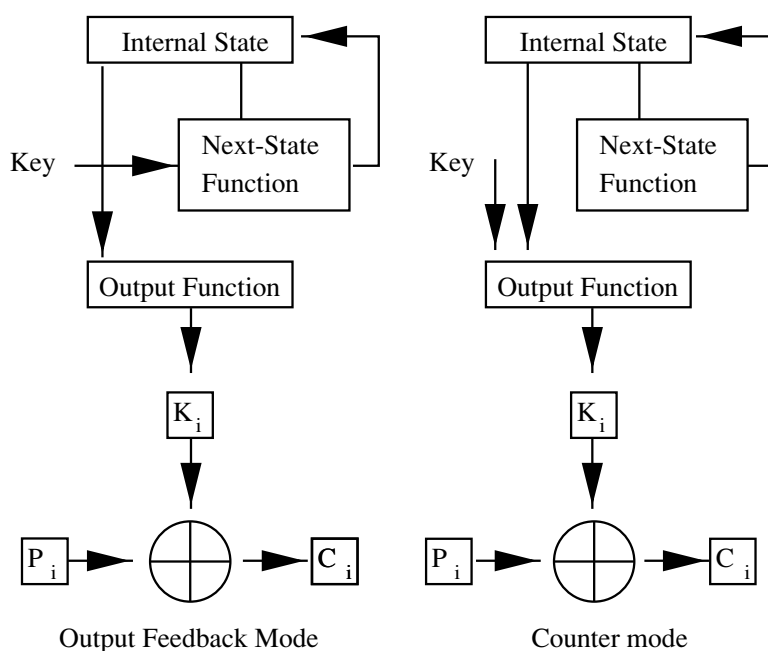 Internal State
Next-State
Function
Key
Output Function
K i
P i
C i
Output Feedback Mode
Internal State
Next-State
Function
Key
Output Function
K i
P i
C i
Counter mode